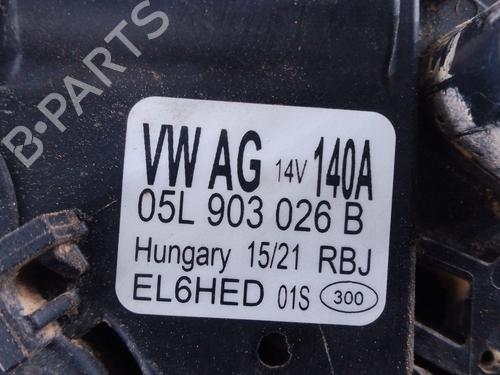 B-PARTS
VW AG 14V 140A
05L 903 026 B
Hungary 15/21 RBJ
EL6HED 01S 300